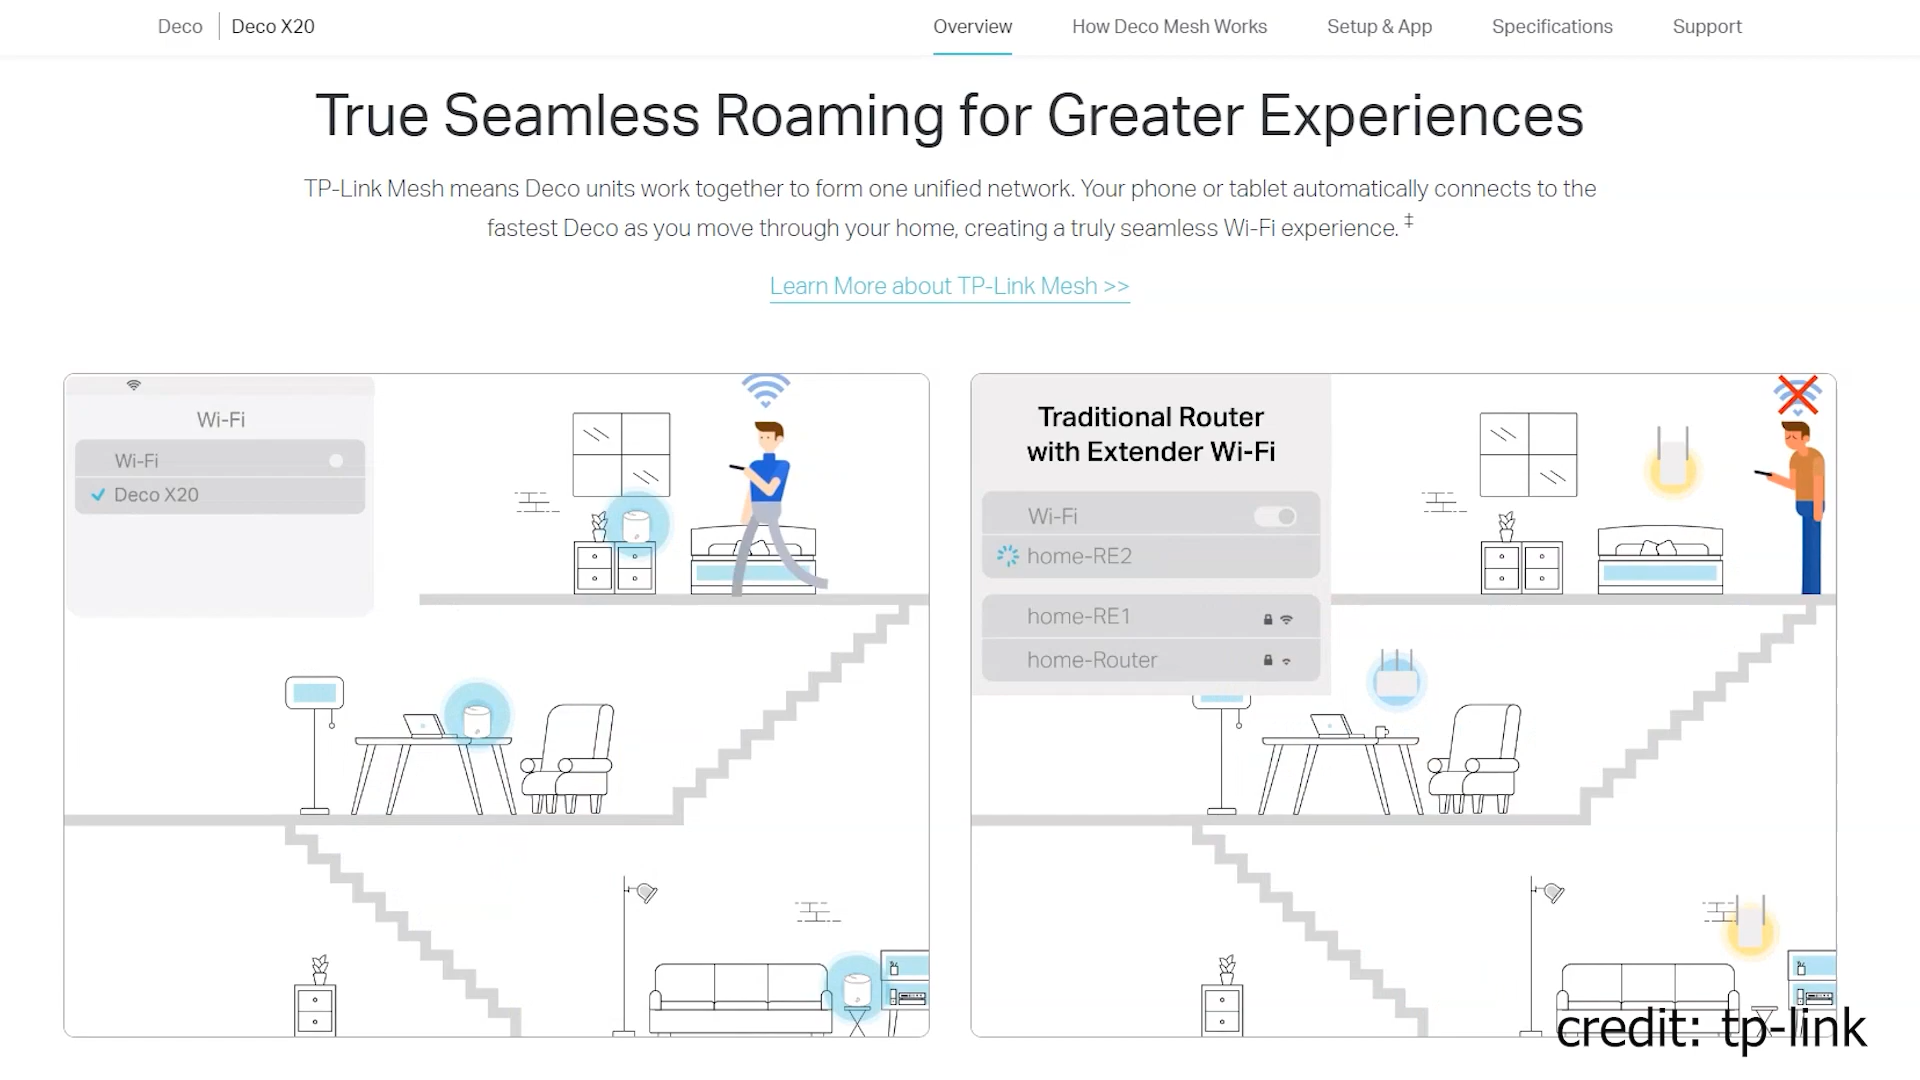 Deco Deco X20 Overview How Deco Mesh Works Setup & App Specifications Support
True Seamless Roaming for Greater Experiences
TP-Link Mesh means Deco units work together to form one unified network. Your phone or tablet automatically connects to the
fastest Deco as you move through your home, creating a truly seamless Wi-Fi experience. ‡
Learn More about TP-Link Mesh >>
Wi-Fi
Wi-Fi
Deco X20
Traditional Router
with Extender Wi-Fi
Wi-Fi
home-RE2
home-RE1
home-Router
credit: tp-link